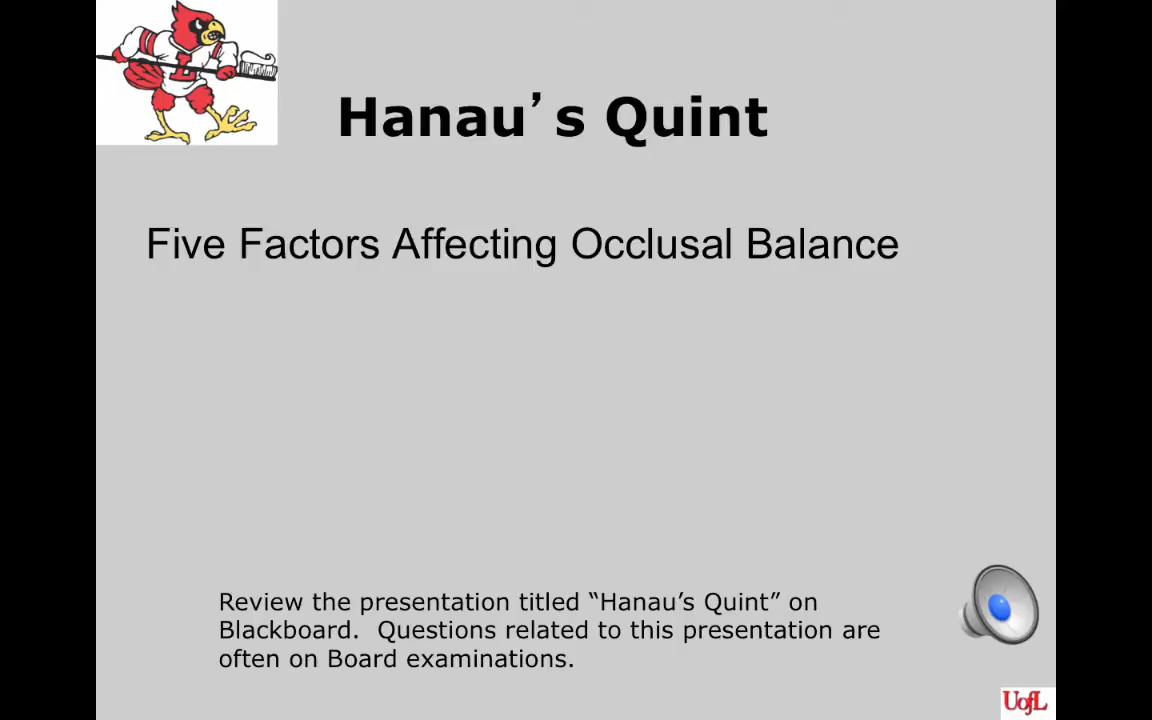 Hanau’s Quint
Five Factors Affecting Occlusal Balance
Review the presentation titled “Hanau’s Quint” on
Blackboard.  Questions related to this presentation are
often on Board examinations.
L
UofL